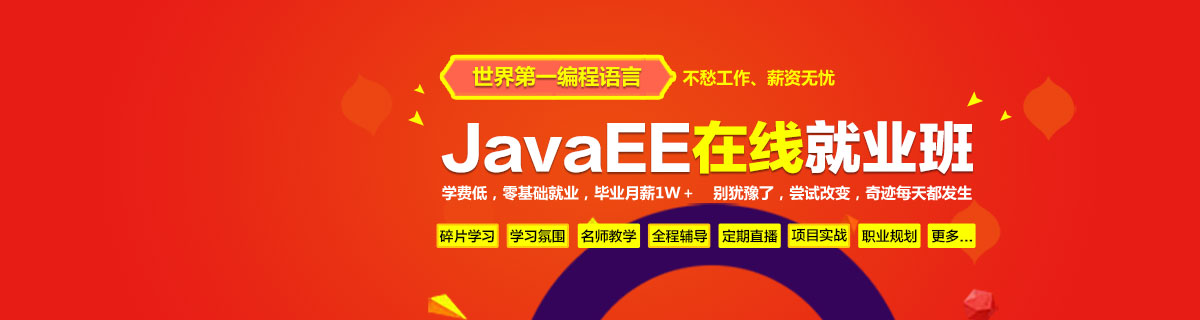 世界第一编程语言 不愁工作、薪资无忧
JavaEE在线就业班
学费低，零基础就业，毕业月薪1W+ 别犹豫了，尝试改变，奇迹每天都发生
碎片学习 学习氛围 名师教学 全程辅导 定期直播 项目实战 职业规划 更多...